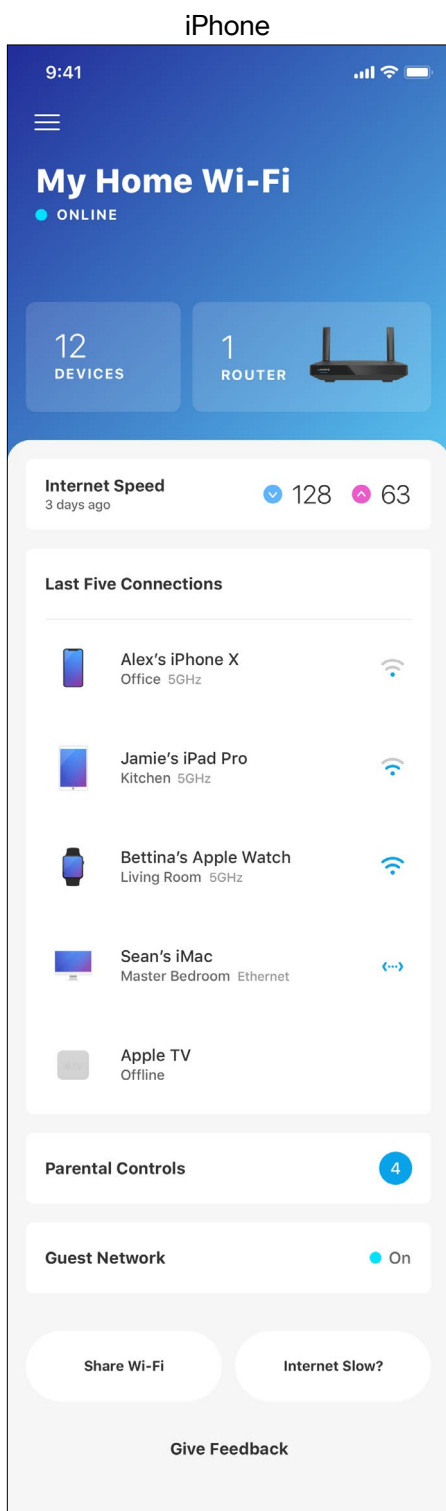 iPhone
9:41
My Home Wi-Fi
ONLINE
12
DEVICES
1
ROUTER
Internet Speed
3 days ago
128
63
Last Five Connections
Alex’s iPhone X
Office 5GHz
Jamie’s iPad Pro
Kitchen 5GHz
Bettina’s Apple Watch
Living Room 5GHz
Sean’s iMac
Master Bedroom Ethernet
Apple TV
Offline
Parental Controls
4
Guest Network
On
Share Wi-Fi
Internet Slow?
Give Feedback